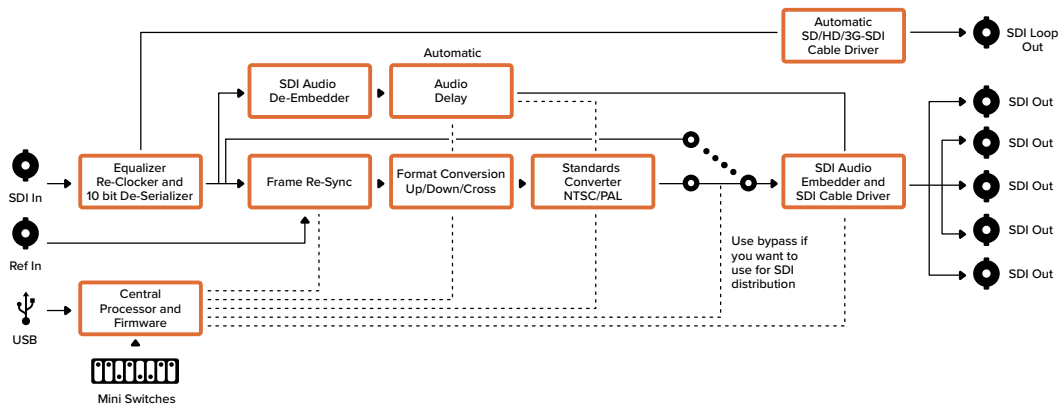 Automatic
SD/HD/3G-SDI
Cable Driver
SDI Loop
Out
Automatic
SDI Audio
De-Embedder
Audio
Delay
SDI Out
SDI Out
SDI In
Equalizer
Re-Clocker and
10 bit De-Serializer
Frame Re-Sync
Format Conversion
Up/Down/Cross
Standards
Converter
NTSC/PAL
SDI Audio
Embedder and
SDI Cable Driver
SDI Out
Ref In
Use bypass if
you want to
use for SDI
distribution
SDI Out
SDI Out
USB
Central
Processor and
Firmware
Mini Switches